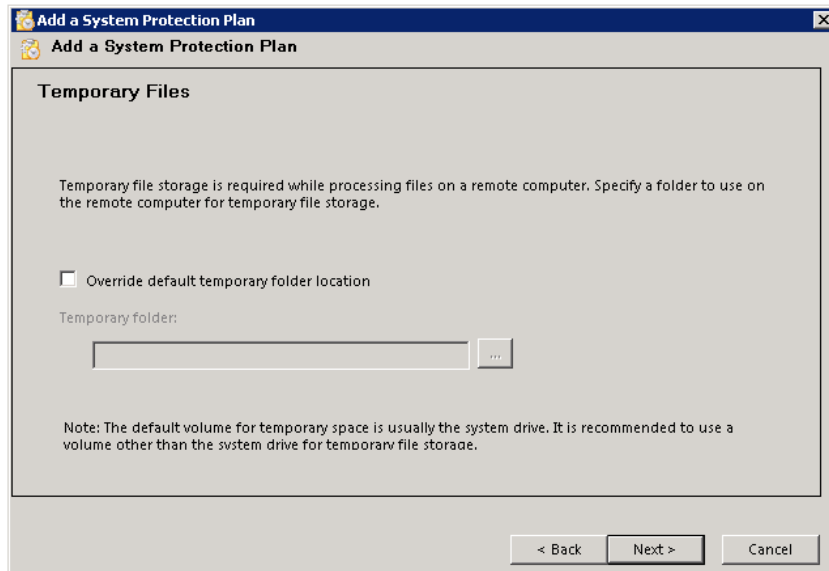 Add a System Protection Plan
Add a System Protection Plan
Temporary Files
Temporary file storage is required while processing files on a remote computer. Specify a folder to use on
the remote computer for temporary file storage.
Override default temporary folder location
Temporary folder:
...
Note: The default volume for temporary space is usually the system drive. It is recommended to use a
volume other than the system drive for temporary file storage.
< Back Next > Cancel